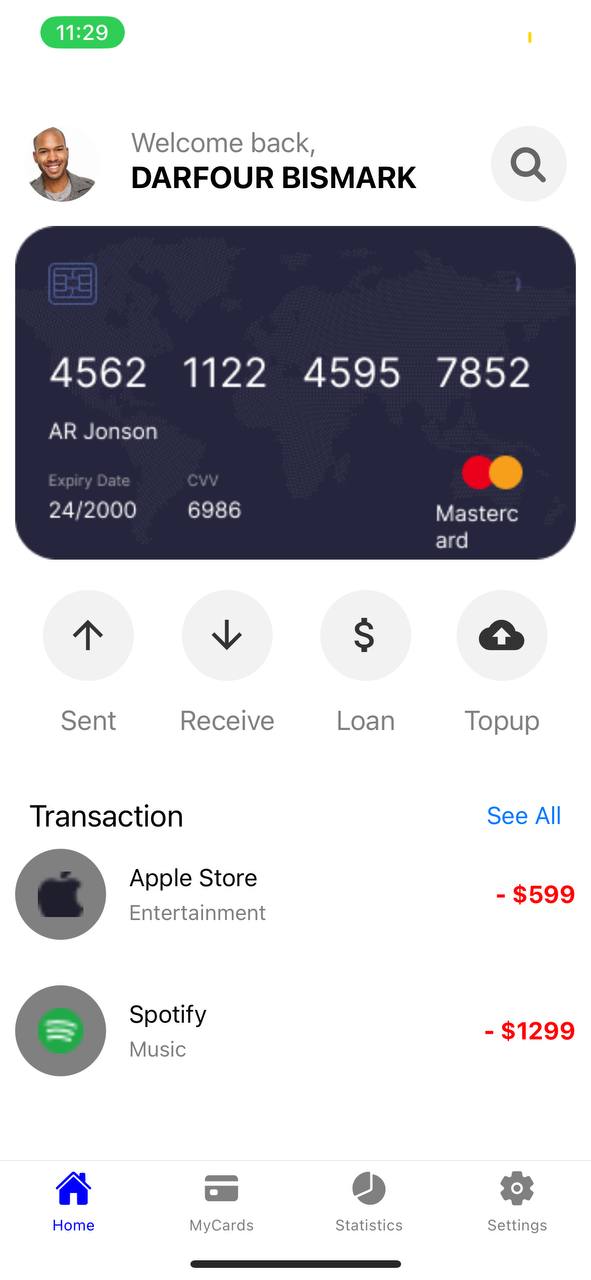 11:29
Welcome back,
DARFOUR BISMARK
4562 1122 4595 7852
AR Jonson
Expiry Date CVV
24/2000 6986
Masterc
ard
Sent Receive Loan Topup
Transaction See All
Apple Store
Entertainment
- $599
Spotify
Music
- $1299
Home MyCards Statistics Settings